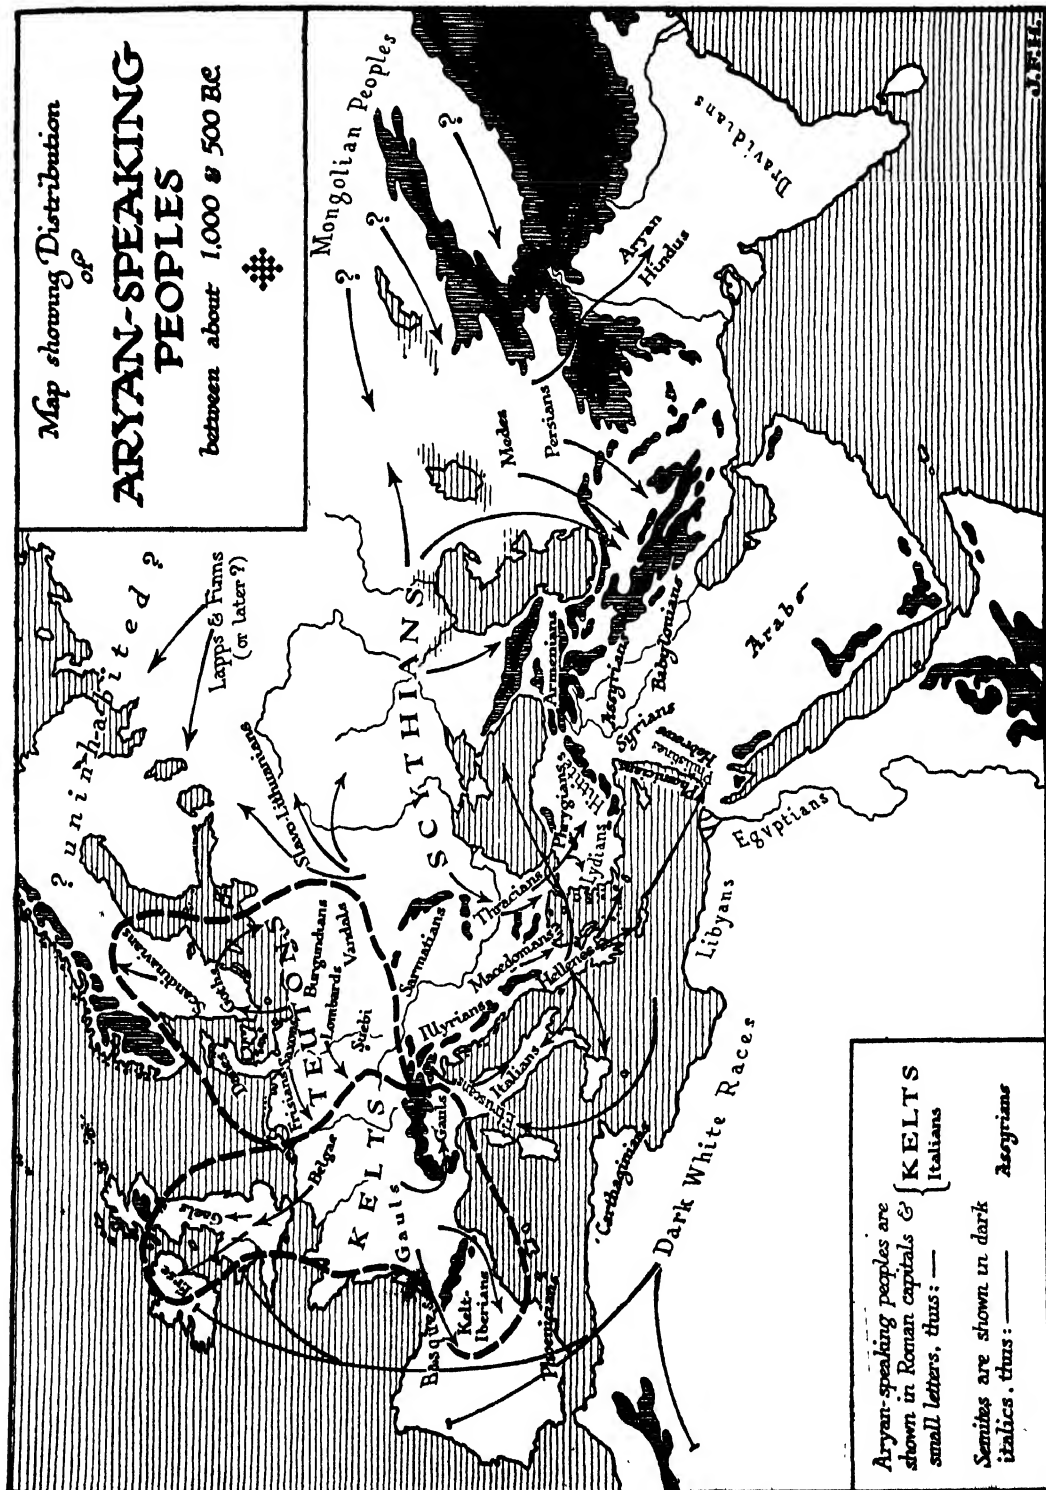 Map showing Distribution
of
ARYAN-SPEAKING
PEOPLES
between about 1,000 & 500 B.C.
Mongolian Peoples
?
?
?
? uninhabited ?
Lapps & Finns
(or later?)
Scandinavians
Goths
Danes
Frisians
Saxons
TEUTONS
Burgundians
Lombards
Vandals
Suebi
Slavo-Lithuanians
SCYTHIANS
Sarmatians
Thracians
Macedonians
Hellenes
Illyrians
Italians
Etruscans
Gauls
KELTS
Belgae
Gaels
Erse
Gauls
Basques
Kelt-
Iberians
Phoenicians
Carthaginians
Dark White Races
Libyans
Egyptians
Phrygians
Hittites
Lydians
Armenians
Assyrians
Babylonians
Syrians
Hebrews
Philistines
Phoenicians
Arabs
Medes
Persians
Aryan
Hindus
Dravidians
J.F.H.
Aryan-speaking peoples are
shown in Roman capitals & { KELTS
small letters, thus: — Italians
Semites are shown in dark
italics, thus: — Assyrians